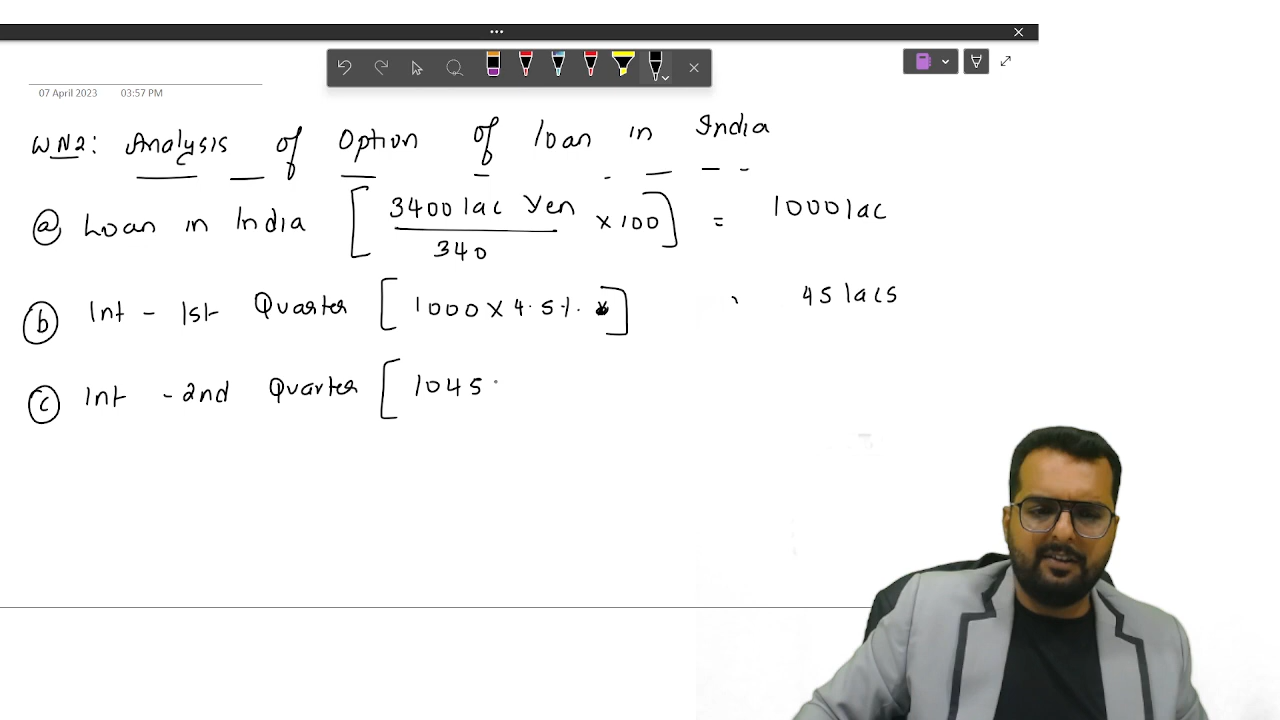 07 April 2023 03:57 PM
WN2: Analysis of Option of loan in India
(a) Loan in India [3400 lac Yen / 340 × 100] = 1000 lac
(b) Int - 1st Quarter [1000 × 4.5%.] = 45 lacs
(c) Int - 2nd Quarter [1045